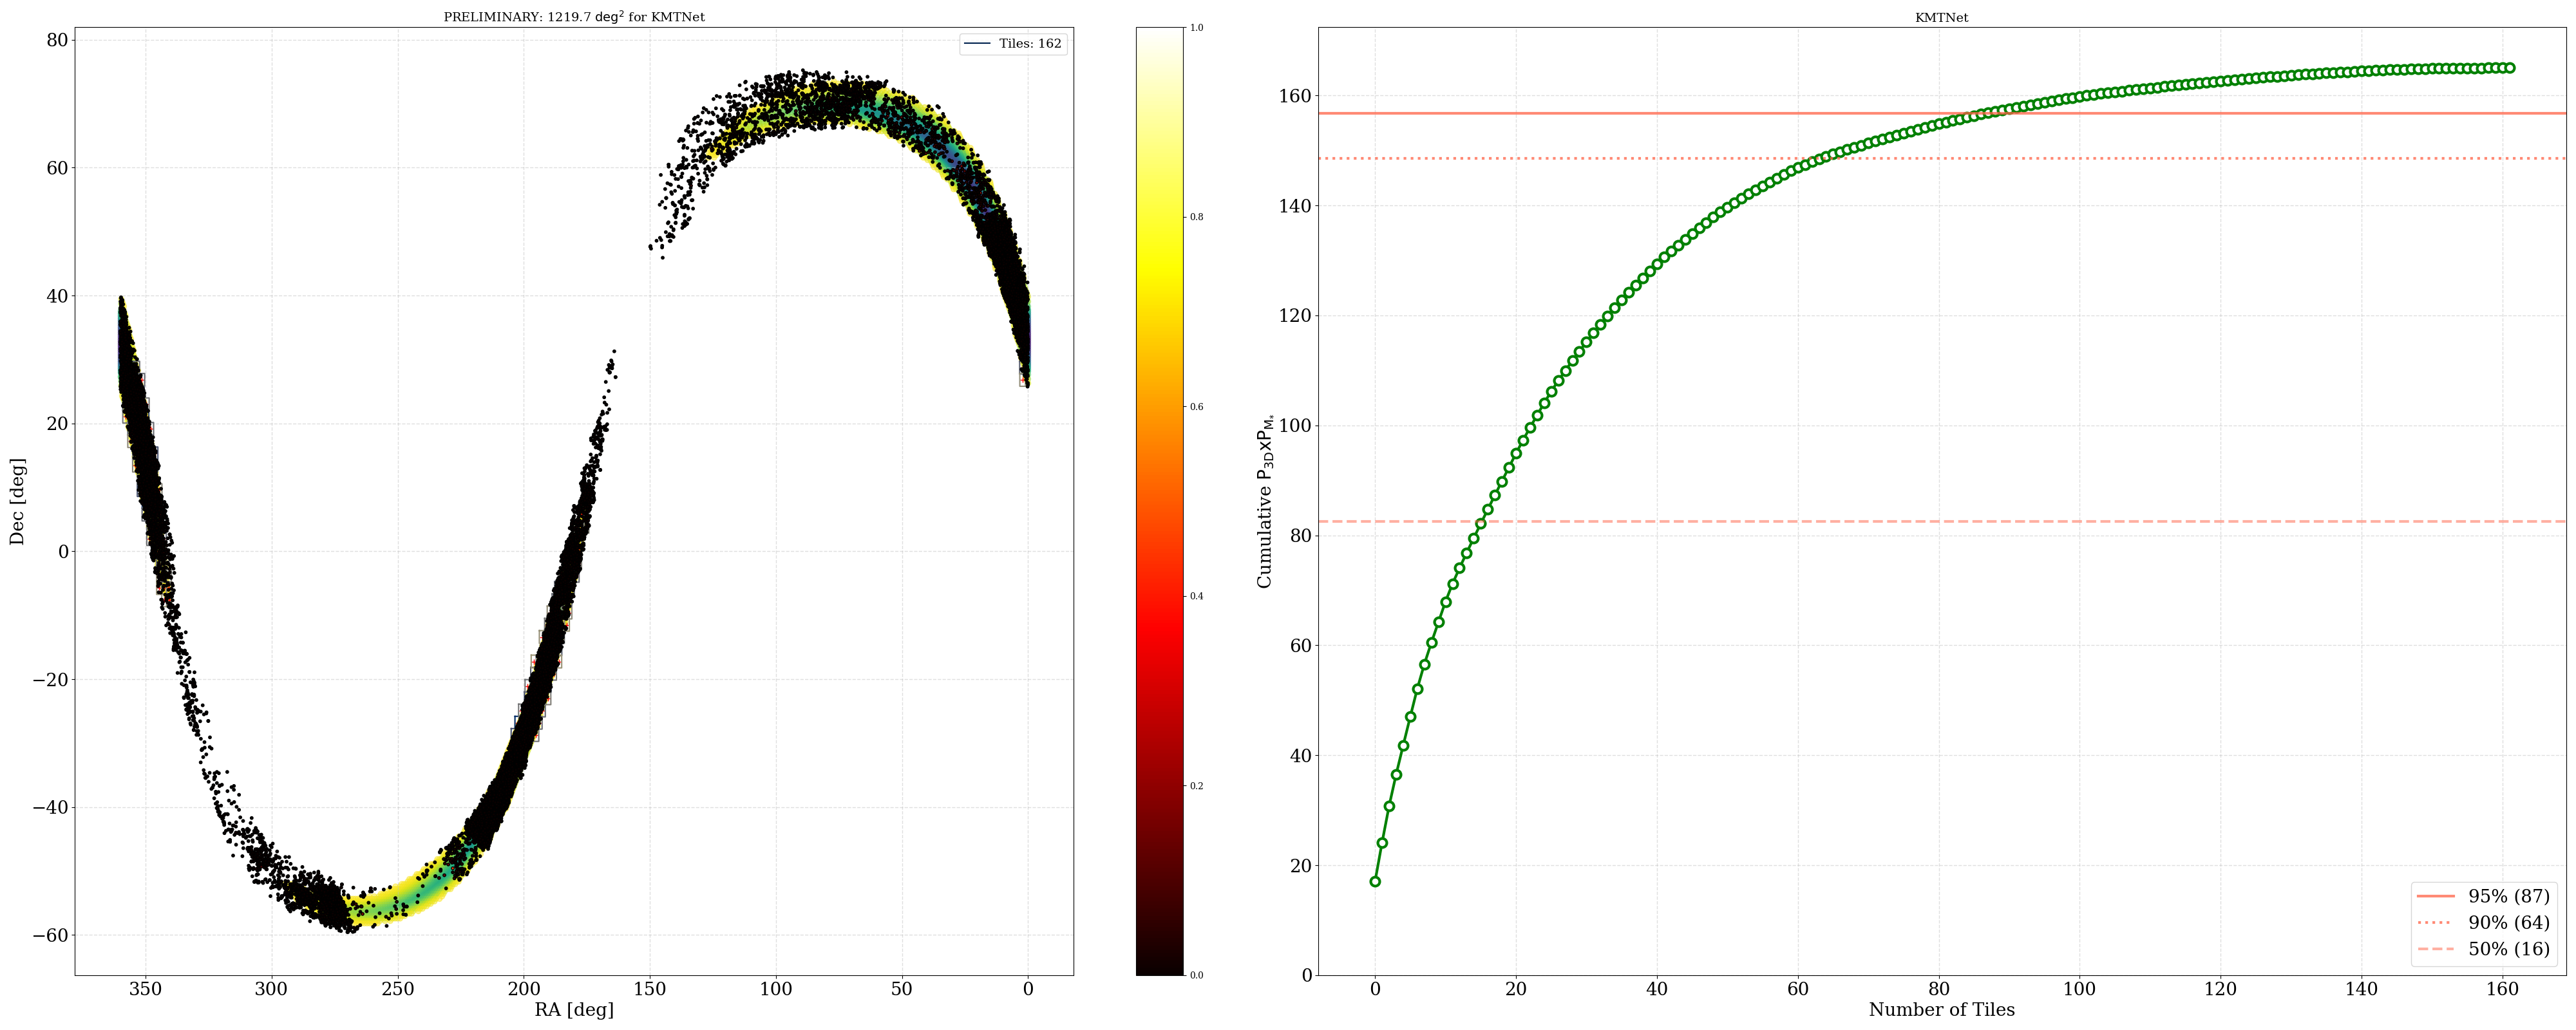 PRELIMINARY: 1219.7 deg² for KMTNet
Tiles: 162
80
60
40
20
0
−20
−40
−60
Dec [deg]
350 300 250 200 150 100 50 0
RA [deg]
1.0
0.8
0.6
0.4
0.2
0.0
KMTNet
160
140
120
100
80
60
40
20
0
Cumulative P3DxPM*
95% (87)
90% (64)
50% (16)
0 20 40 60 80 100 120 140 160
Number of Tiles